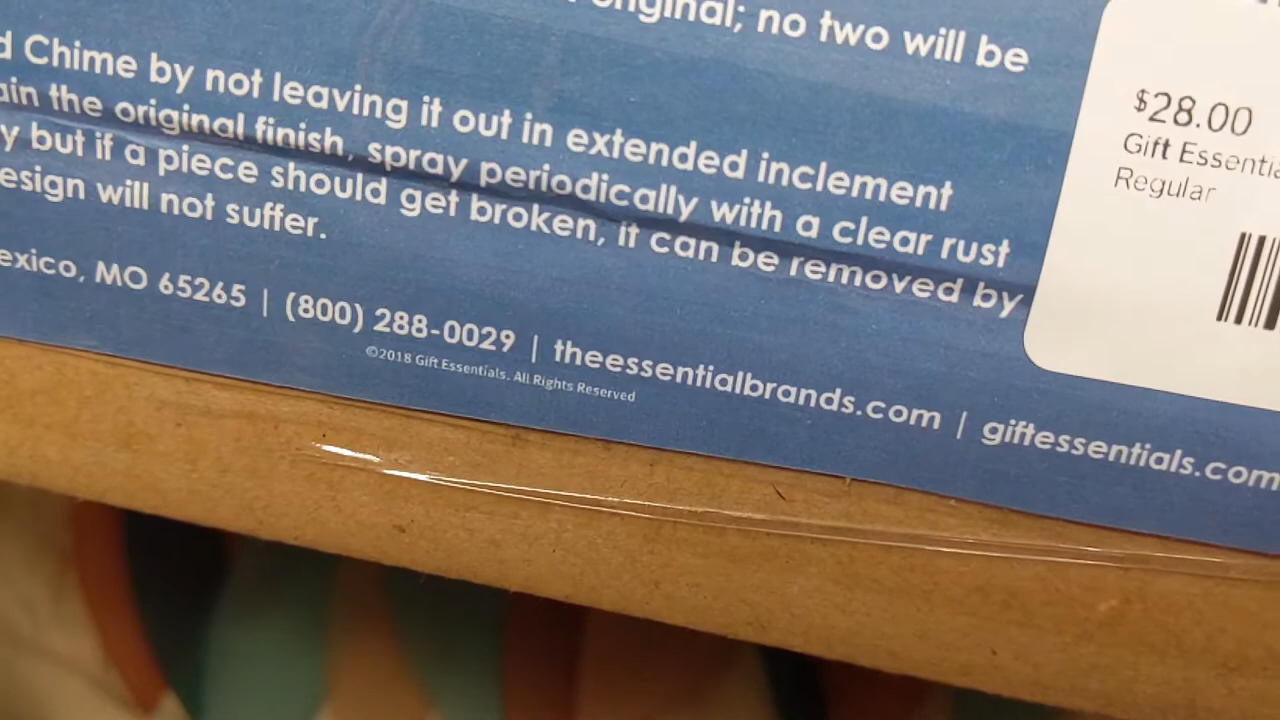 original; no two will be
Chime by not leaving it out in extended inclement
the original finish, spray periodically with a clear rust
but if a piece should get broken, it can be removed by
esign will not suffer.
exico, MO 65265 | (800) 288-0029 | theessentialbrands.com | giftessentials.com
©2018 Gift Essentials. All Rights Reserved
$28.00
Gift Essentia
Regular